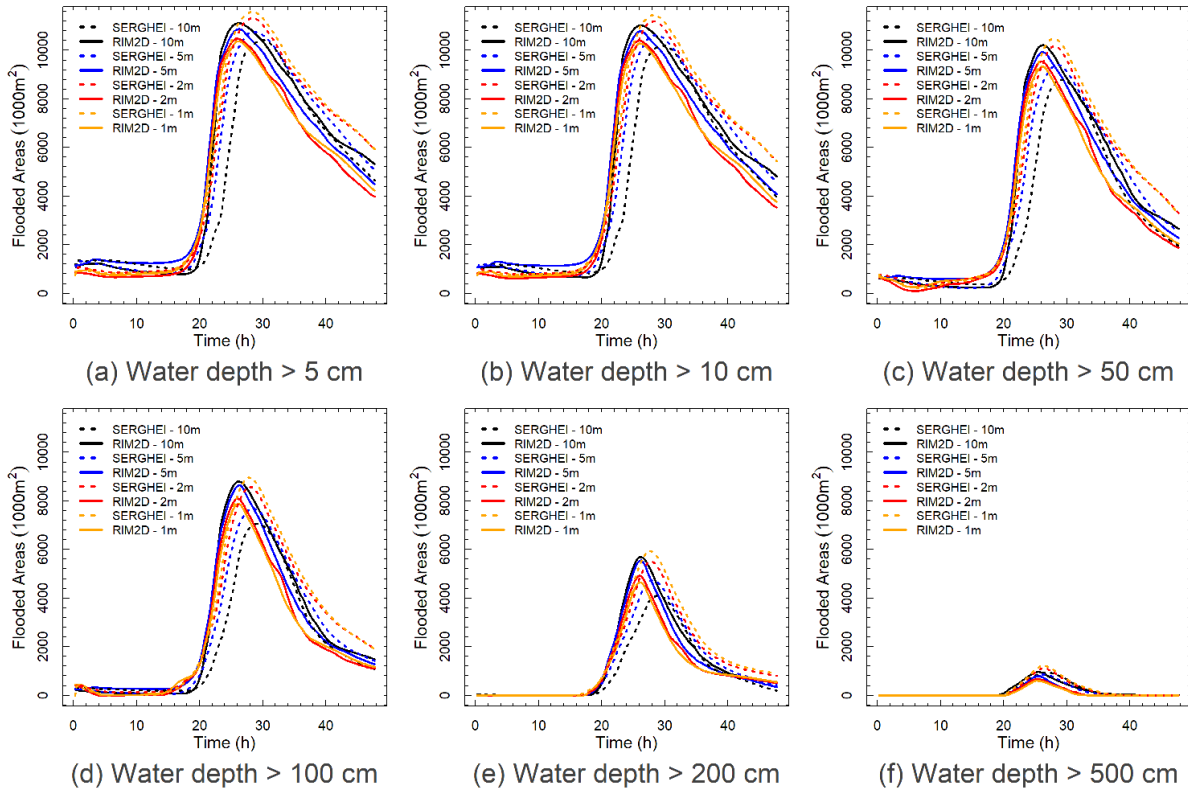 SERGHEI - 10m
RIM2D - 10m
SERGHEI - 5m
RIM2D - 5m
SERGHEI - 2m
RIM2D - 2m
SERGHEI - 1m
RIM2D - 1m
Flooded Areas (1000m²)
0 2000 4000 6000 8000 10000
0 10 20 30 40
Time (h)
(a) Water depth > 5 cm
SERGHEI - 10m
RIM2D - 10m
SERGHEI - 5m
RIM2D - 5m
SERGHEI - 2m
RIM2D - 2m
SERGHEI - 1m
RIM2D - 1m
Flooded Areas (1000m²)
0 2000 4000 6000 8000 10000
0 10 20 30 40
Time (h)
(b) Water depth > 10 cm
SERGHEI - 10m
RIM2D - 10m
SERGHEI - 5m
RIM2D - 5m
SERGHEI - 2m
RIM2D - 2m
SERGHEI - 1m
RIM2D - 1m
Flooded Areas (1000m²)
0 2000 4000 6000 8000 10000
0 10 20 30 40
Time (h)
(c) Water depth > 50 cm
SERGHEI - 10m
RIM2D - 10m
SERGHEI - 5m
RIM2D - 5m
SERGHEI - 2m
RIM2D - 2m
SERGHEI - 1m
RIM2D - 1m
Flooded Areas (1000m²)
0 2000 4000 6000 8000 10000
0 10 20 30 40
Time (h)
(d) Water depth > 100 cm
SERGHEI - 10m
RIM2D - 10m
SERGHEI - 5m
RIM2D - 5m
SERGHEI - 2m
RIM2D - 2m
SERGHEI - 1m
RIM2D - 1m
Flooded Areas (1000m²)
0 2000 4000 6000 8000 10000
0 10 20 30 40
Time (h)
(e) Water depth > 200 cm
SERGHEI - 10m
RIM2D - 10m
SERGHEI - 5m
RIM2D - 5m
SERGHEI - 2m
RIM2D - 2m
SERGHEI - 1m
RIM2D - 1m
Flooded Areas (1000m²)
0 2000 4000 6000 8000 10000
0 10 20 30 40
Time (h)
(f) Water depth > 500 cm